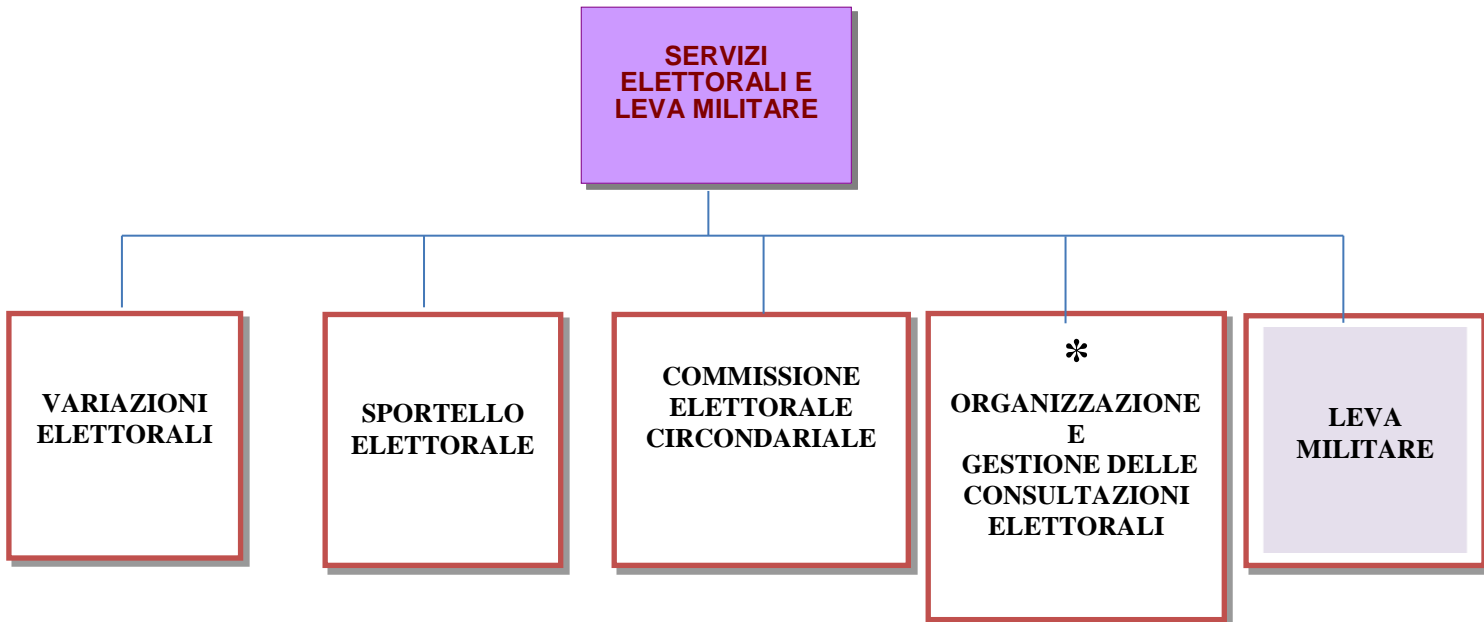 SERVIZI
ELETTORALI E
LEVA MILITARE
VARIAZIONI
ELETTORALI
SPORTELLO
ELETTORALE
COMMISSIONE
ELETTORALE
CIRCONDARIALE
*
ORGANIZZAZIONE
E
GESTIONE DELLE
CONSULTAZIONI
ELETTORALI
LEVA
MILITARE